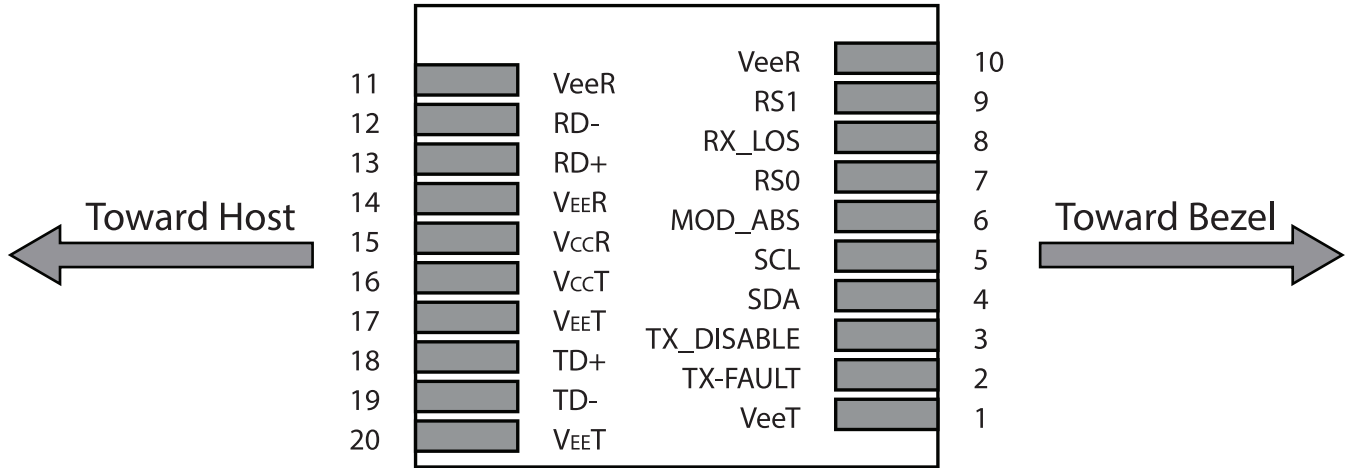 VeeR 10
11 VeeR
RS1 9
12 RD-
RX_LOS 8
13 RD+
RS0 7
14 VEER
MOD_ABS 6
15 VCCR
SCL 5
16 VCCT
SDA 4
17 VEET
TX_DISABLE 3
18 TD+
TX-FAULT 2
19 TD-
VeeT 1
20 VEET
Toward Host
Toward Bezel